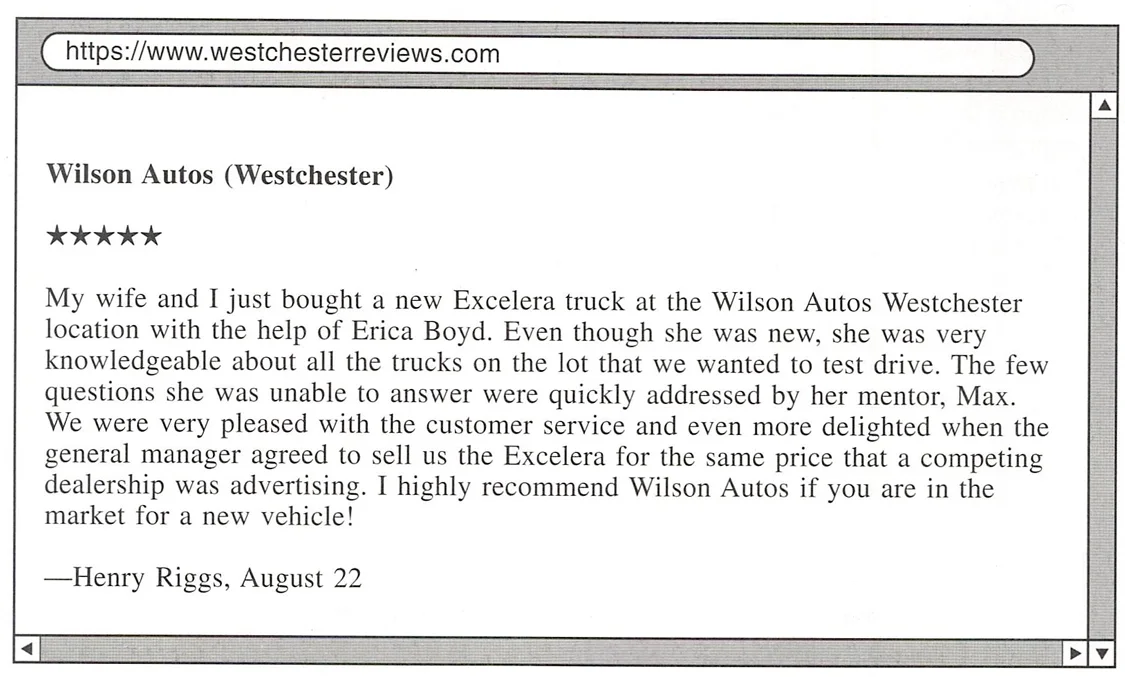 https://www.westchesterreviews.com
Wilson Autos (Westchester)
★★★★★
My wife and I just bought a new Excelera truck at the Wilson Autos Westchester
location with the help of Erica Boyd. Even though she was new, she was very
knowledgeable about all the trucks on the lot that we wanted to test drive. The few
questions she was unable to answer were quickly addressed by her mentor, Max.
We were very pleased with the customer service and even more delighted when the
general manager agreed to sell us the Excelera for the same price that a competing
dealership was advertising. I highly recommend Wilson Autos if you are in the
market for a new vehicle!
—Henry Riggs, August 22